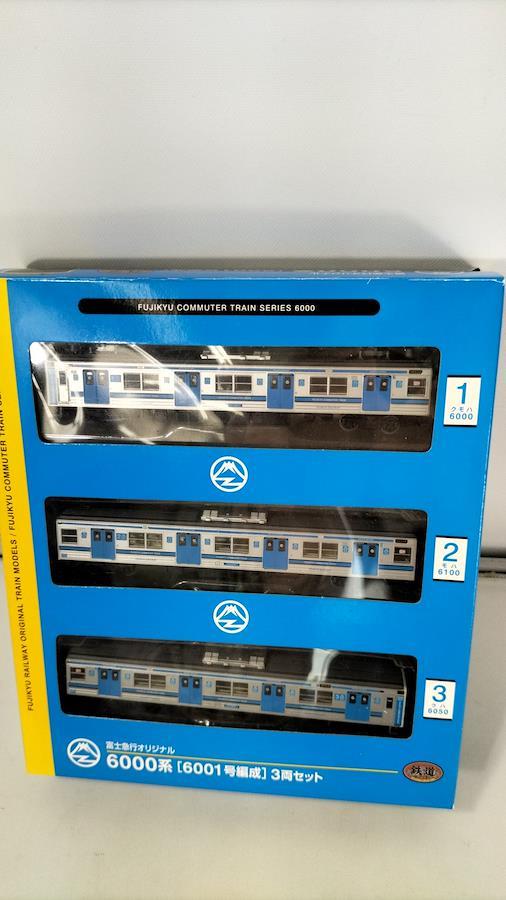 FUJIKYU COMMUTER TRAIN SERIES 6000
1
クモハ
6000
2
モハ
6100
3
クハ
6050
富士急行オリジナル
6000系 [6001号編成] 3両セット
鉄道
FUJIKYU RAILWAY ORIGINAL TRAIN MODELS / FUJIKYU COMMUTER TRAIN SE